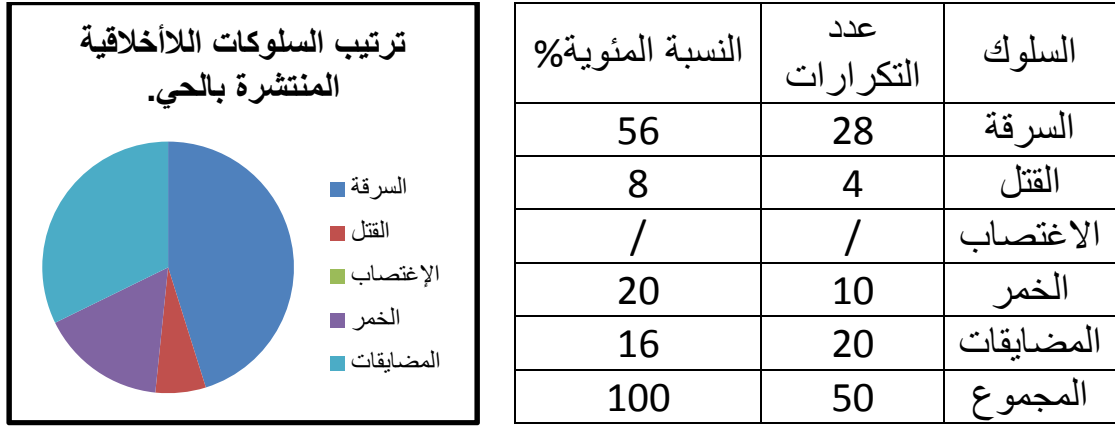 ترتيب السلوكات اللاأخلاقية
المنتشرة بالحي.
السرقة
القتل
الإغتصاب
الخمر
المضايقات
السلوك عدد التكرارات النسبة المئوية%
السرقة 28 56
القتل 4 8
الاغتصاب / /
الخمر 10 20
المضايقات 20 16
المجموع 50 100